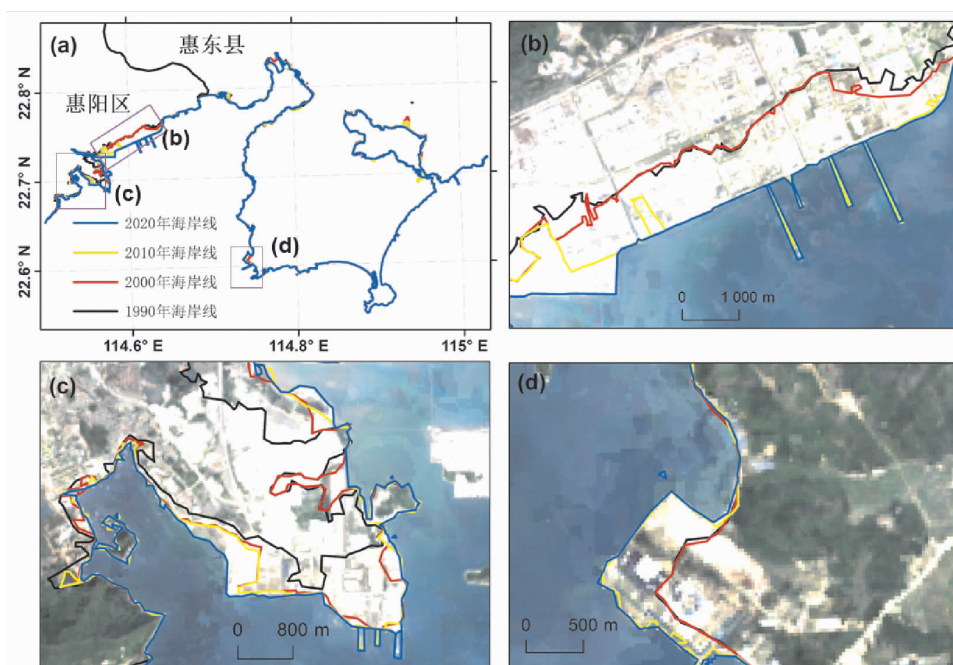 (a)
惠东县
惠阳区
22.8° N
22.7° N
22.6° N
(b)
(c)
(d)
2020年海岸线
2010年海岸线
2000年海岸线
1990年海岸线
114.6° E
114.8° E
115° E
(b)
0 1 000 m
(c)
0 800 m
(d)
0 500 m